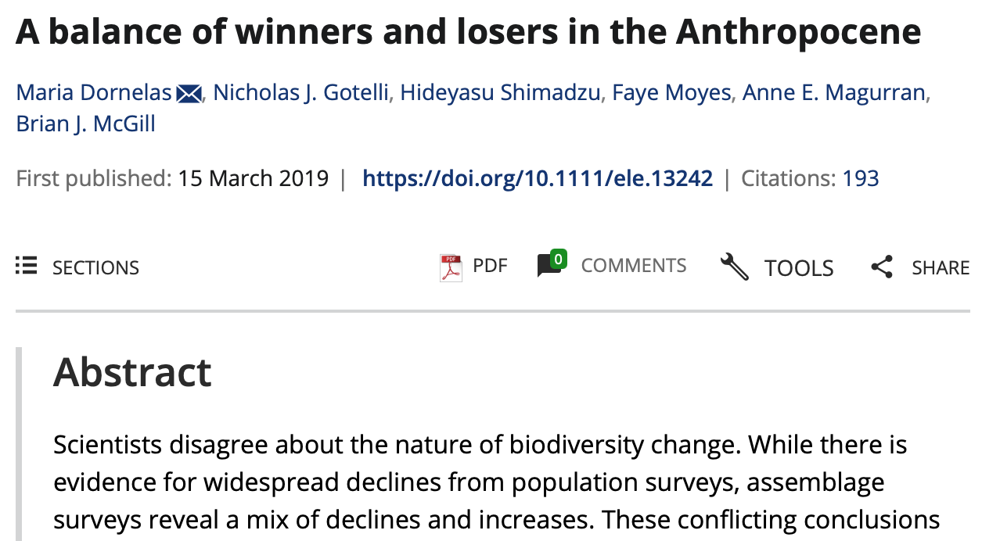 A balance of winners and losers in the Anthropocene
Maria Dornelas, Nicholas J. Gotelli, Hideyasu Shimadzu, Faye Moyes, Anne E. Magurran,
Brian J. McGill
First published: 15 March 2019 | https://doi.org/10.1111/ele.13242 | Citations: 193
SECTIONS PDF PDF 0 COMMENTS TOOLS SHARE
Abstract
Scientists disagree about the nature of biodiversity change. While there is
evidence for widespread declines from population surveys, assemblage
surveys reveal a mix of declines and increases. These conflicting conclusions